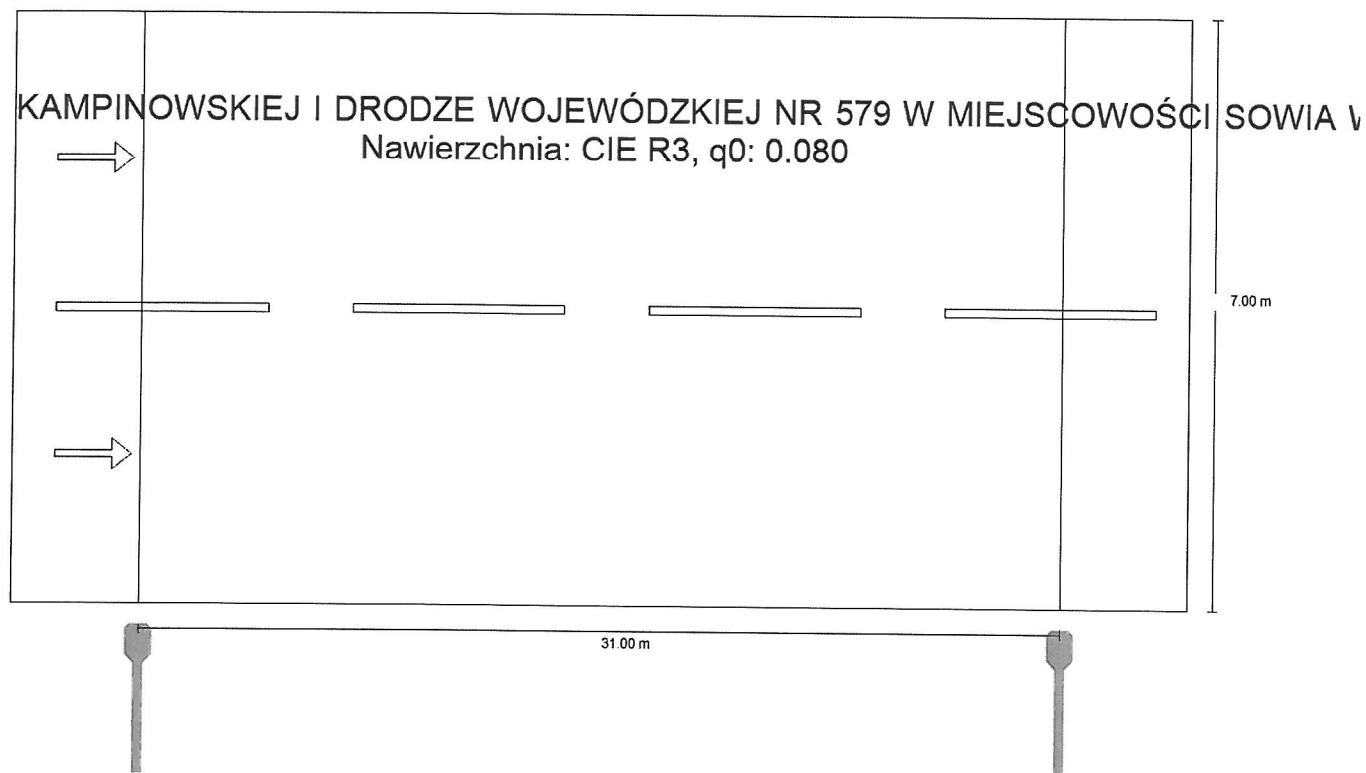 KAMPINOWSKIEJ I DRODZE WOJEWÓDZKIEJ NR 579 W MIEJSCOWOŚCI SOWIA
Nawierzchnia: CIE R3, q0: 0.080
7.00 m
31.00 m